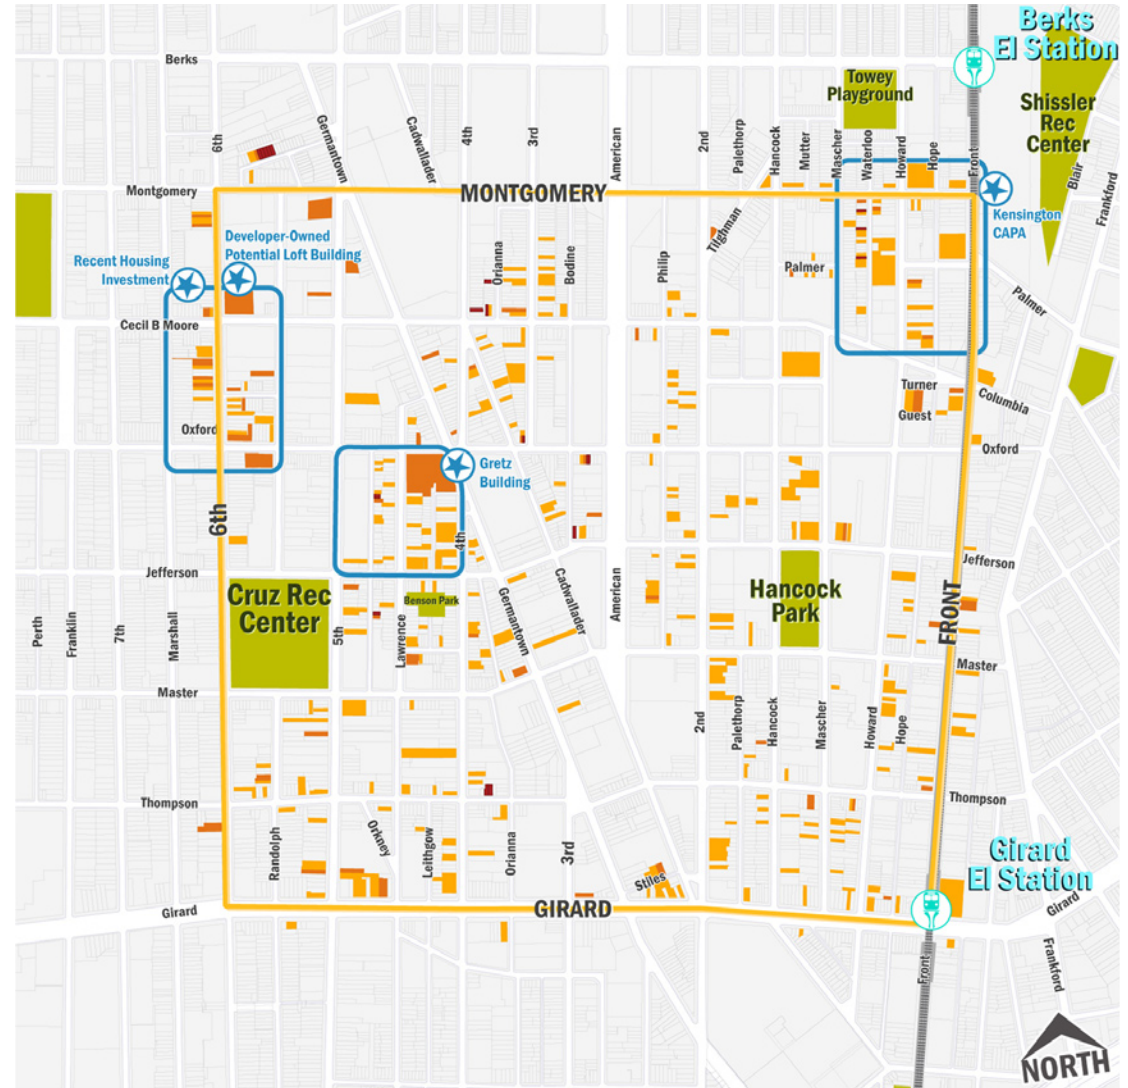 Berks
El Station
Berks
Towey
Playground
Shissler
Rec
Center
6th
Germantown
Cadwallader
4th
3rd
American
2nd
Palethorp
Hancock
Mutter
Mascher
Waterloo
Howard
Hope
Front
Blair
Frankford
Montgomery
MONTGOMERY
Kensington
CAPA
Developer-Owned
Potential Loft Building
Recent Housing
Investment
Orianna
Bodine
Philip
Tilghman
Palmer
Palmer
Cecil B Moore
Turner
Guest
Columbia
Oxford
Oxford
Gretz
Building
6th
4th
Jefferson
Jefferson
Cruz Rec
Center
Benson Park
Hancock
Park
FRONT
Perth
Franklin
7th
Marshall
5th
Lawrence
Germantown
Cadwallader
American
Master
Master
2nd
Palethorp
Hancock
Mascher
Howard
Hope
Thompson
Thompson
Randolph
Orkney
Leithgow
Orianna
3rd
Stiles
Girard
El Station
Girard
GIRARD
Girard
Front
Frankford
NORTH